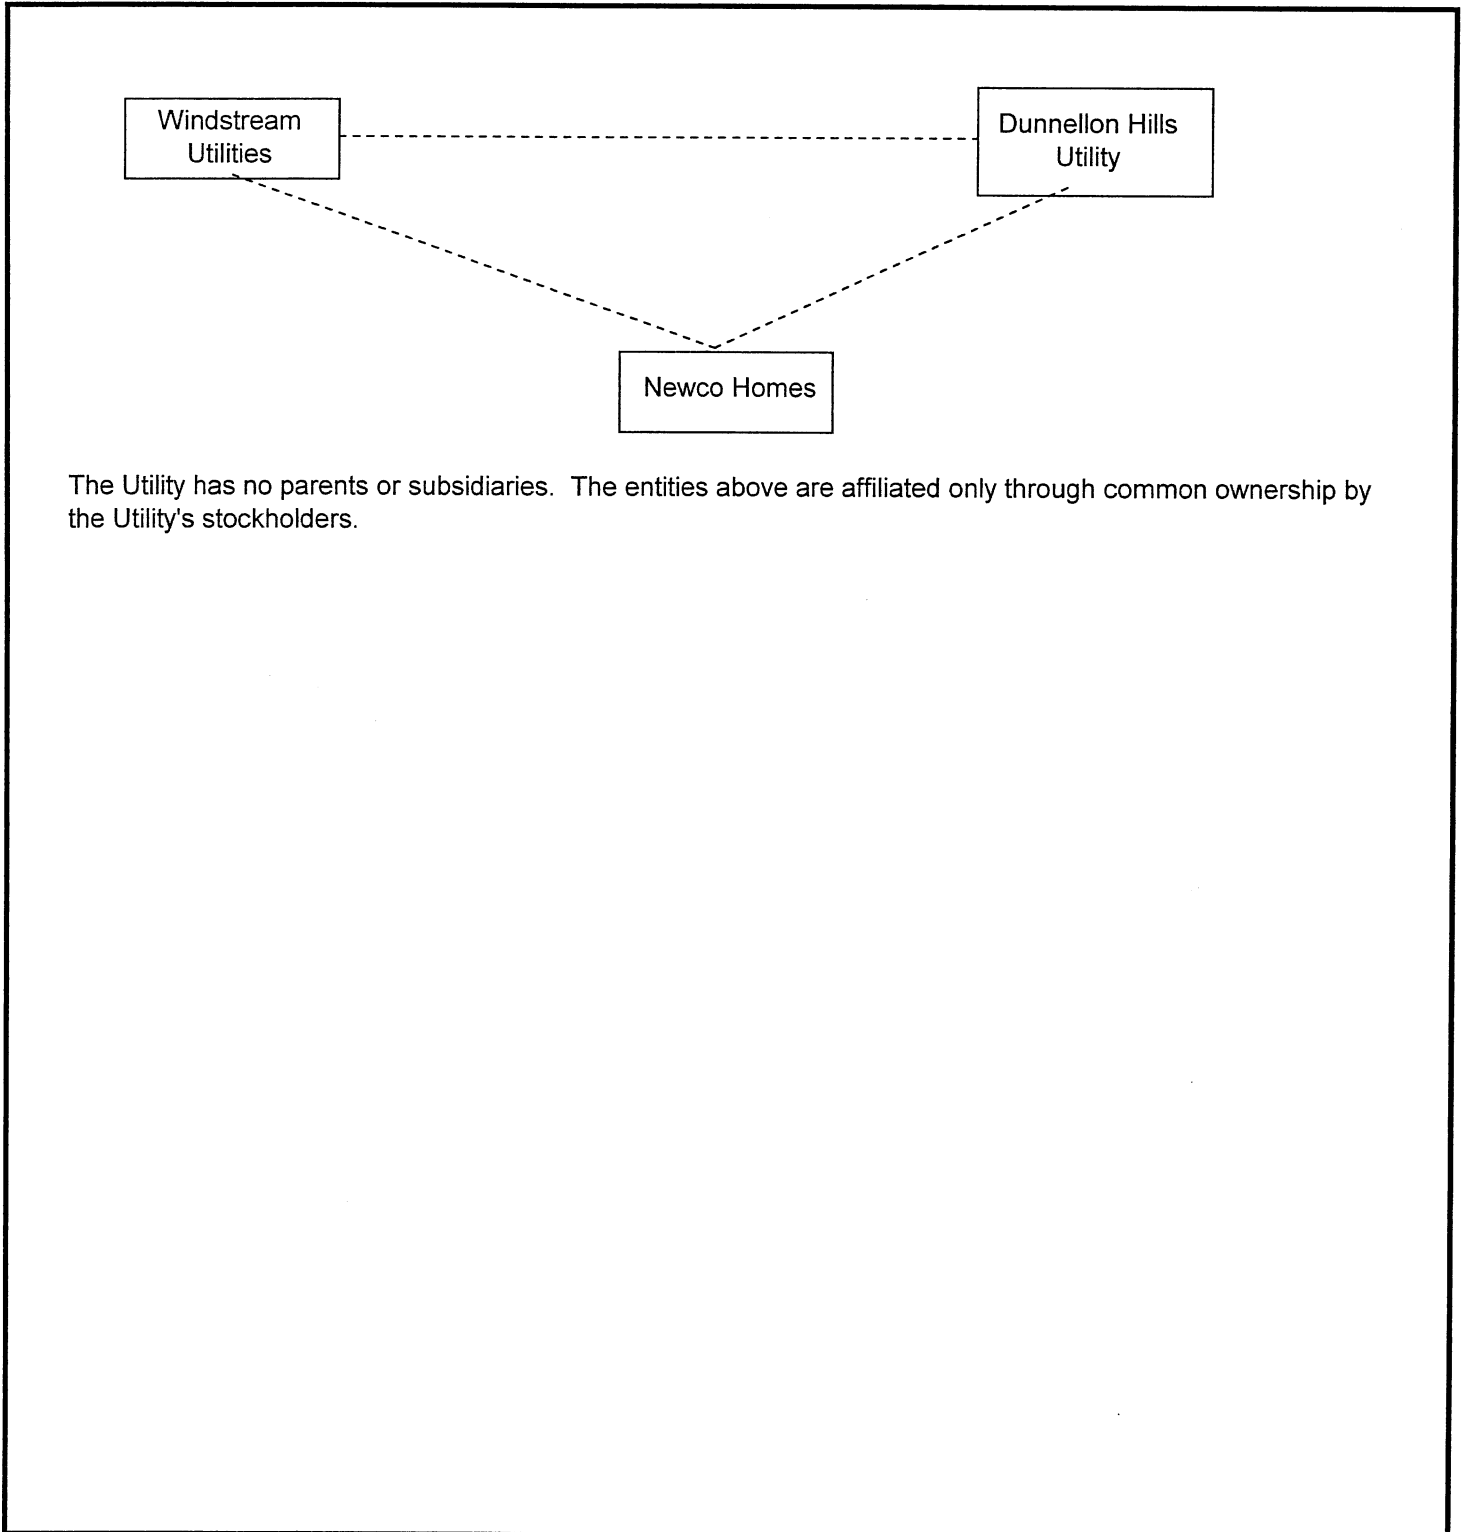 Windstream
Utilities
Dunnellon Hills
Utility
Newco Homes
The Utility has no parents or subsidiaries.  The entities above are affiliated only through common ownership by
the Utility's stockholders.